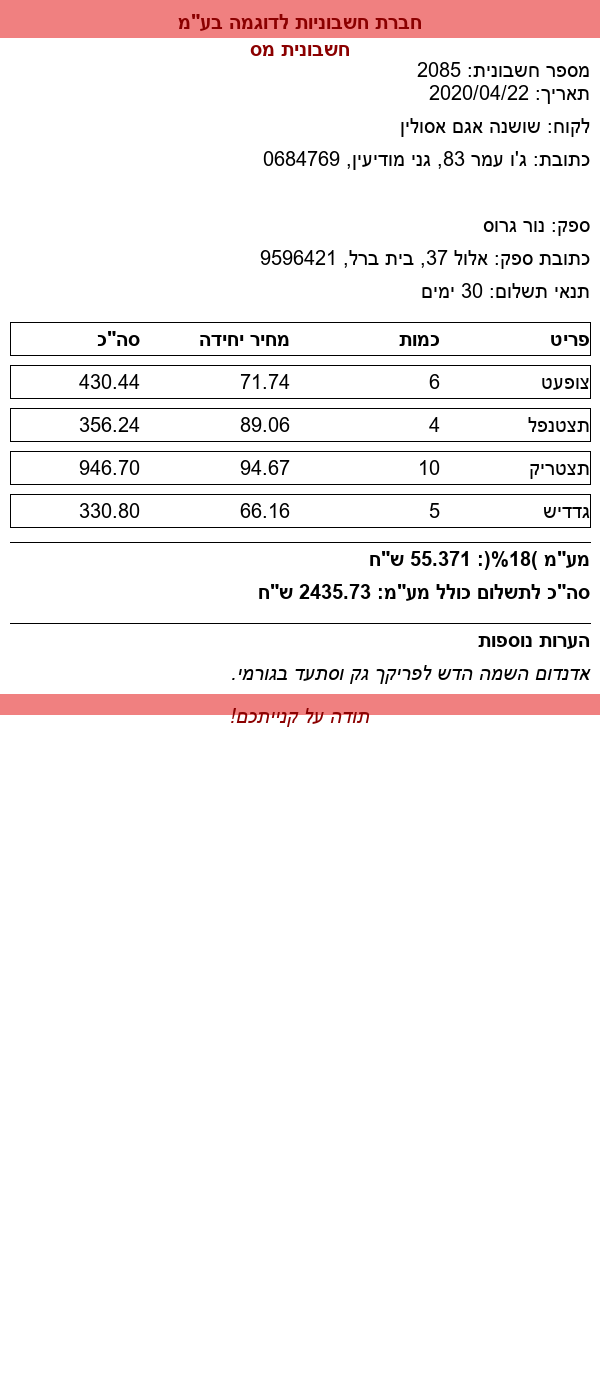 חברת חשבוניות לדוגמה בע"מ
חשבונית מס
מספר חשבונית: 2085
תאריך: 2020/04/22
לקוח: שושנה אגם אסולין
כתובת: ג'ו עמר 83, גני מודיעין, 0684769
ספק: נור גרוס
כתובת ספק: אלול 37, בית ברל, 9596421
תנאי תשלום: 30 ימים
פריט כמות מחיר יחידה סה"כ
צופעט 6 71.74 430.44
תצטנפל 4 89.06 356.24
תצטריק 10 94.67 946.70
גדדיש 5 66.16 330.80
מע"מ (18%): 55.371 ש"ח
סה"כ לתשלום כולל מע"מ: 2435.73 ש"ח
הערות נוספות
אדנדום השמה הדש לפריקך גק וסתעד בגורמי.
תודה על קנייתכם!